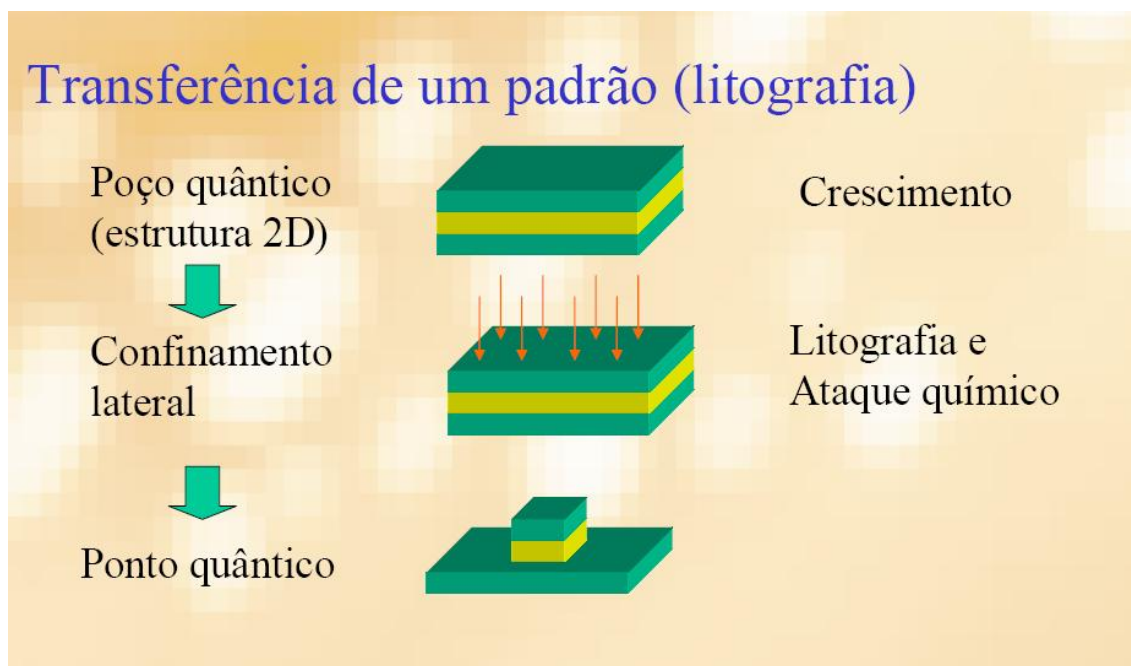 Transferência de um padrão (litografia)
Poço quântico
(estrutura 2D)
Crescimento
Confinamento
lateral
Litografia e
Ataque químico
Ponto quântico